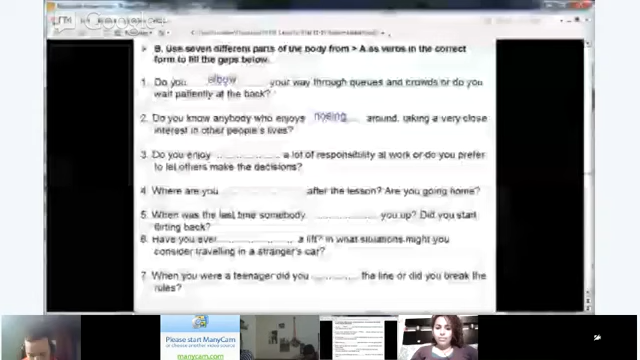 B. Use seven different parts of the body from > A as verbs in the correct
form to fill the gaps below.
1. Do you elbow your way through queues and crowds or do you
wait patiently at the back?
2. Do you know anybody who enjoys nosing around, taking a very close
interest in other people's lives?
3. Do you enjoy a lot of responsibility at work or do you prefer
to let others make the decisions?
4. Where are you after the lesson? Are you going home?
5. When was the last time somebody you up? Did you start
flirting back?
6. Have you ever a lift? In what situations might you
consider travelling in a stranger's car?
7. When you were a teenager did you the line or did you break the
rules?
Please start ManyCam
manycam.com